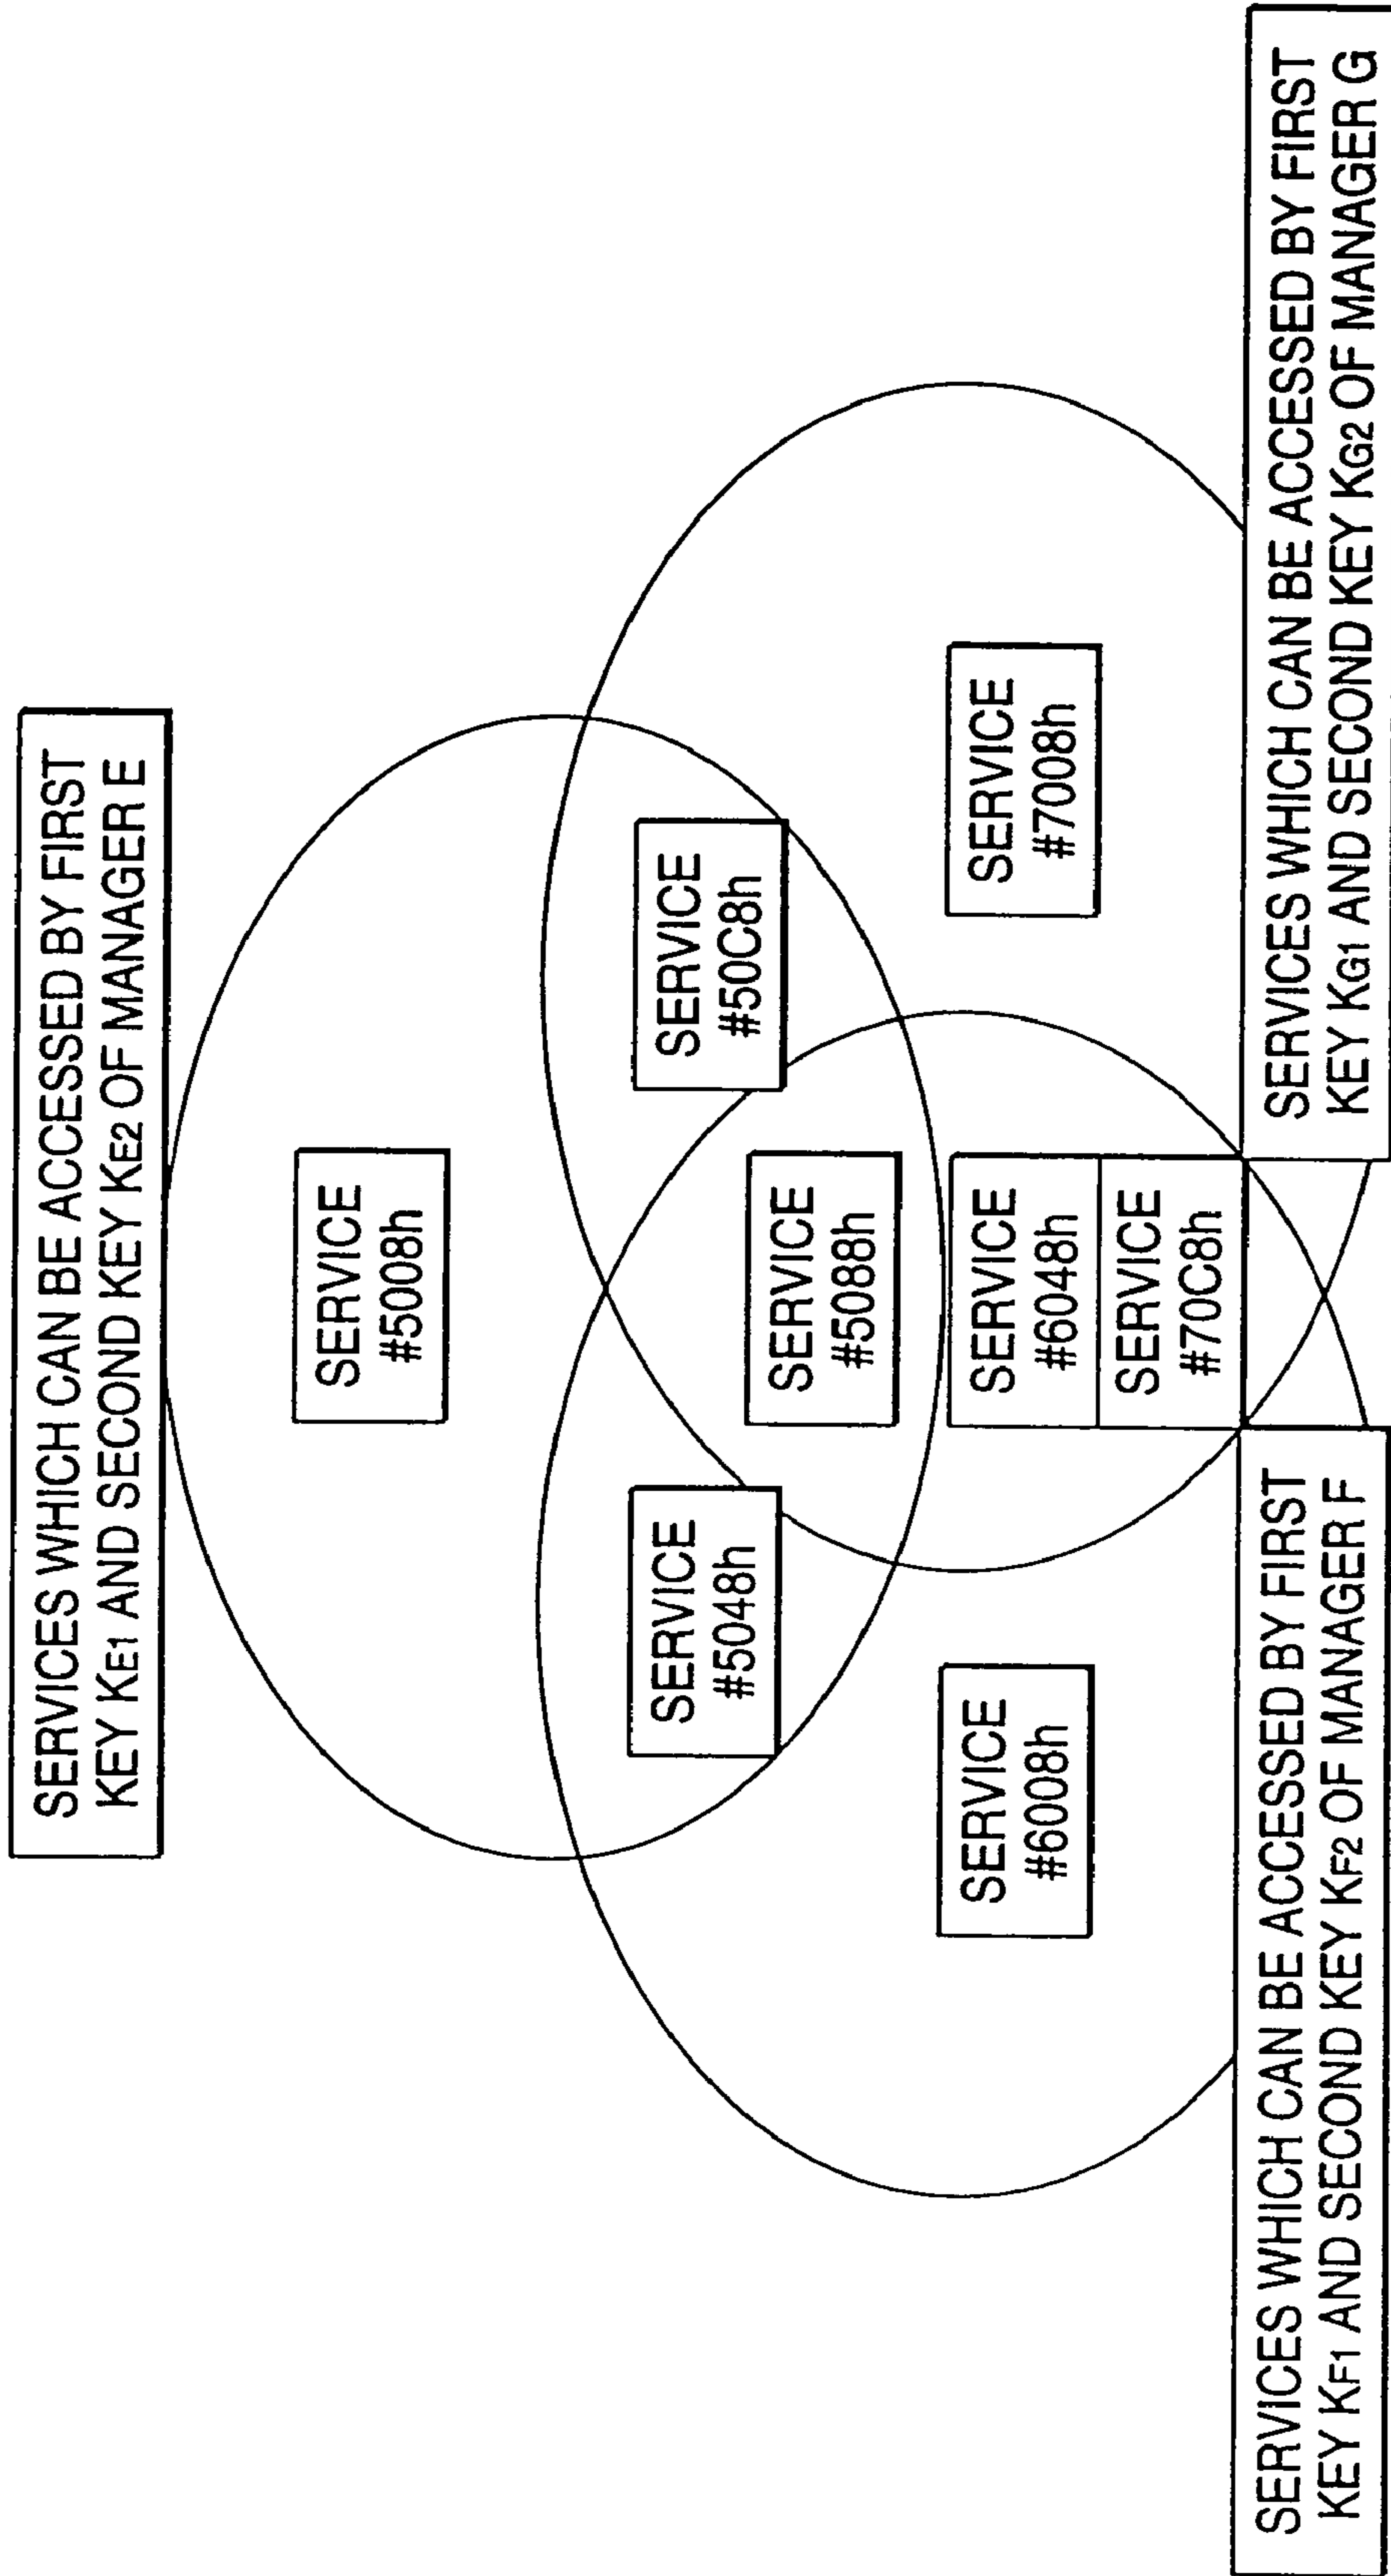 SERVICES WHICH CAN BE ACCESSED BY FIRST
KEY KE1 AND SECOND KEY KE2 OF MANAGER E
SERVICE
#5008h
SERVICE
#5048h
SERVICE
#50C8h
SERVICE
#5088h
SERVICE
#6008h
SERVICE
#6048h
SERVICE
#70C8h
SERVICE
#7008h
SERVICES WHICH CAN BE ACCESSED BY FIRST
KEY KF1 AND SECOND KEY KF2 OF MANAGER F
SERVICES WHICH CAN BE ACCESSED BY FIRST
KEY KG1 AND SECOND KEY KG2 OF MANAGER G